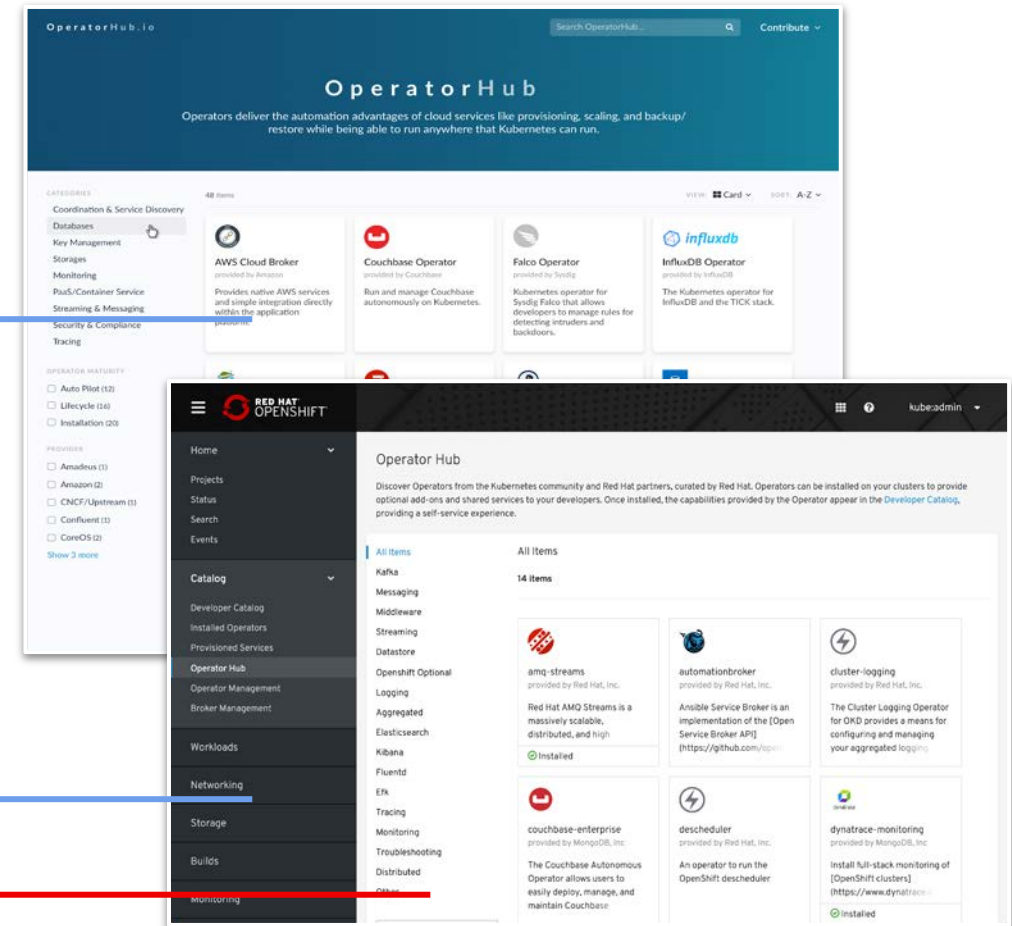 OperatorHub.io
Search OperatorHub...
Contribute
OperatorHub
Operators deliver the automation advantages of cloud services like provisioning, scaling, and backup/
restore while being able to run anywhere that Kubernetes can run.
CATEGORIES
Coordination & Service Discovery
Databases
Key Management
Storages
Monitoring
PaaS/Container Service
Streaming & Messaging
Security & Compliance
Tracing
OPERATOR MATURITY
Auto Pilot (12)
Lifecycle (16)
Installation (20)
PROVIDER
Amadeus (1)
Amazon (2)
CNCF/Upstream (1)
Confluent (1)
CoreOS (2)
Show 3 more
48 items
VIEW: Card
SORT: A-Z
AWS Cloud Broker
provided by Amazon
Provides native AWS services
and simple integration directly
within the application
platform.
Couchbase Operator
provided by Couchbase
Run and manage Couchbase
autonomously on Kubernetes.
Falco Operator
provided by Sysdig
Kubernetes operator for
Sysdig Falco that allows
developers to manage rules for
detecting intruders and
backdoors.
influxdb
InfluxDB Operator
provided by InfluxDB
The Kubernetes operator for
InfluxDB and the TICK stack.
RED HAT
OPENSHIFT
kube:admin
Home
Projects
Status
Search
Events
Catalog
Developer Catalog
Installed Operators
Provisioned Services
Operator Hub
Operator Management
Broker Management
Workloads
Networking
Storage
Builds
Monitoring
Operator Hub
Discover Operators from the Kubernetes community and Red Hat partners, curated by Red Hat. Operators can be installed on your clusters to provide
optional add-ons and shared services to your developers. Once installed, the capabilities provided by the Operator appear in the Developer Catalog,
providing a self-service experience.
All Items
Kafka
Messaging
Middleware
Streaming
Datastore
Openshift Optional
Logging
Aggregated
Elasticsearch
Kibana
Fluentd
Efk
Tracing
Monitoring
Troubleshooting
Distributed
Other
All Items
14 items
amq-streams
provided by Red Hat, Inc.
Red Hat AMQ Streams is a
massively scalable,
distributed, and high
Installed
automationbroker
provided by Red Hat, Inc.
Ansible Service Broker is an
implementation of the [Open
Service Broker API]
(https://github.com/open
cluster-logging
provided by Red Hat, Inc.
The Cluster Logging Operator
for OKD provides a means for
configuring and managing
your aggregated logging
couchbase-enterprise
provided by MongoDB, Inc
The Couchbase Autonomous
Operator allows users to
easily deploy, manage, and
maintain Couchbase
descheduler
provided by Red Hat, Inc.
An operator to run the
OpenShift descheduler
dynatrace-monitoring
provided by MongoDB, Inc
Install full-stack monitoring of
[OpenShift clusters]
(https://www.dynatrace
Installed